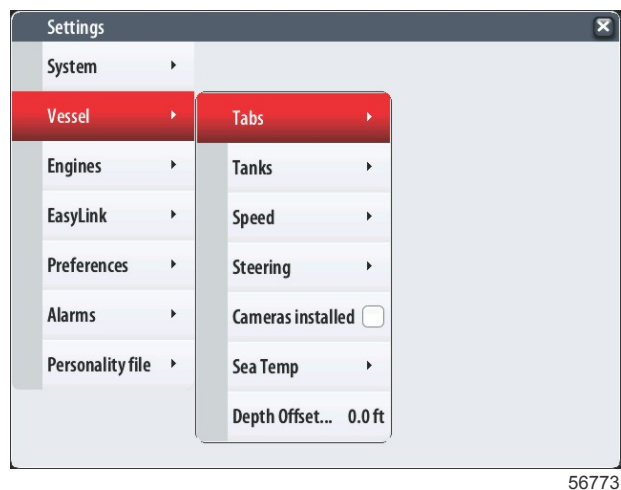 Settings
System
Vessel
Engines
EasyLink
Preferences
Alarms
Personality file
Tabs
Tanks
Speed
Steering
Cameras installed
Sea Temp
Depth Offset... 0.0 ft
56773